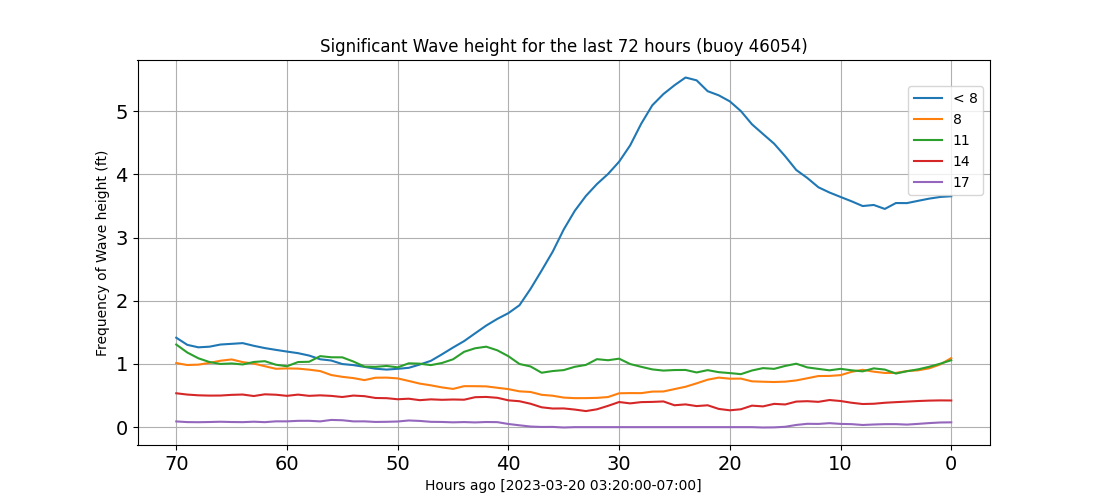 Significant Wave height for the last 72 hours (buoy 46054)
Frequency of Wave height (ft)
5
4
3
2
1
0
< 8
8
11
14
17
70 60 50 40 30 20 10 0
Hours ago [2023-03-20 03:20:00-07:00]